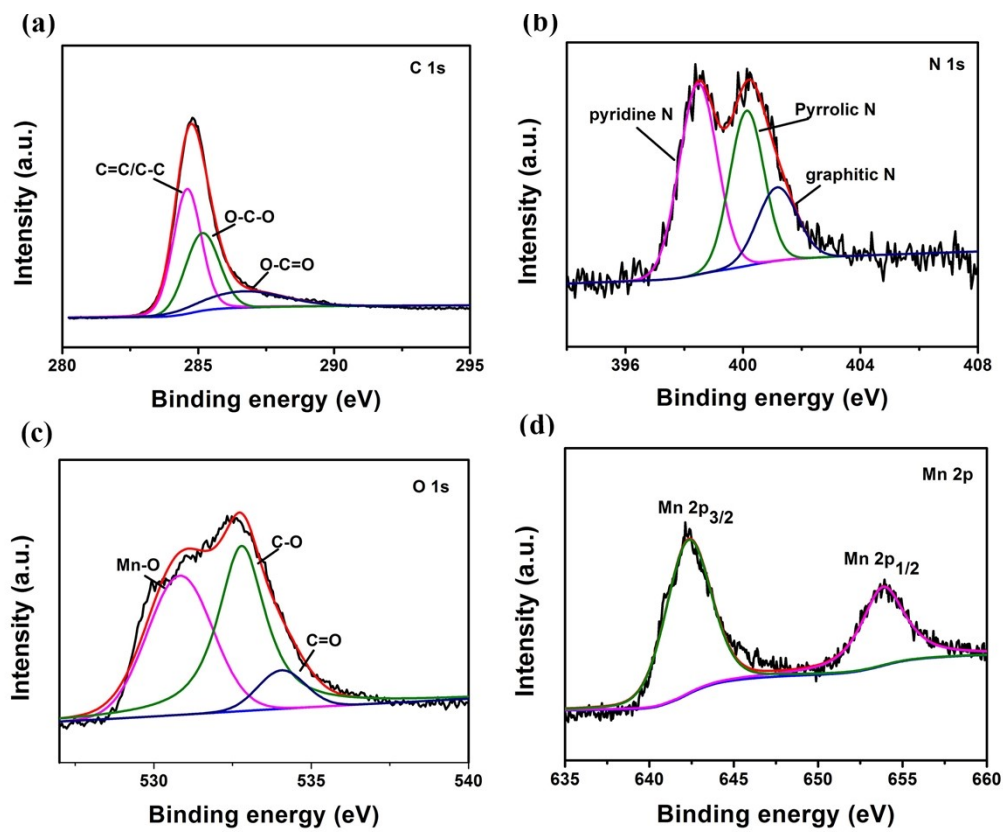 (a)
C 1s
C=C/C-C
O-C-O
O-C=O
Intensity (a.u.)
280 285 290 295
Binding energy (eV)
(b)
N 1s
pyridine N
Pyrrolic N
graphitic N
Intensity (a.u.)
396 400 404 408
Binding energy (eV)
(c)
O 1s
C-O
Mn-O
C=O
Intensity (a.u.)
530 535 540
Binding energy (eV)
(d)
Mn 2p
Mn 2p3/2
Mn 2p1/2
Intensity (a.u.)
635 640 645 650 655 660
Binding energy (eV)